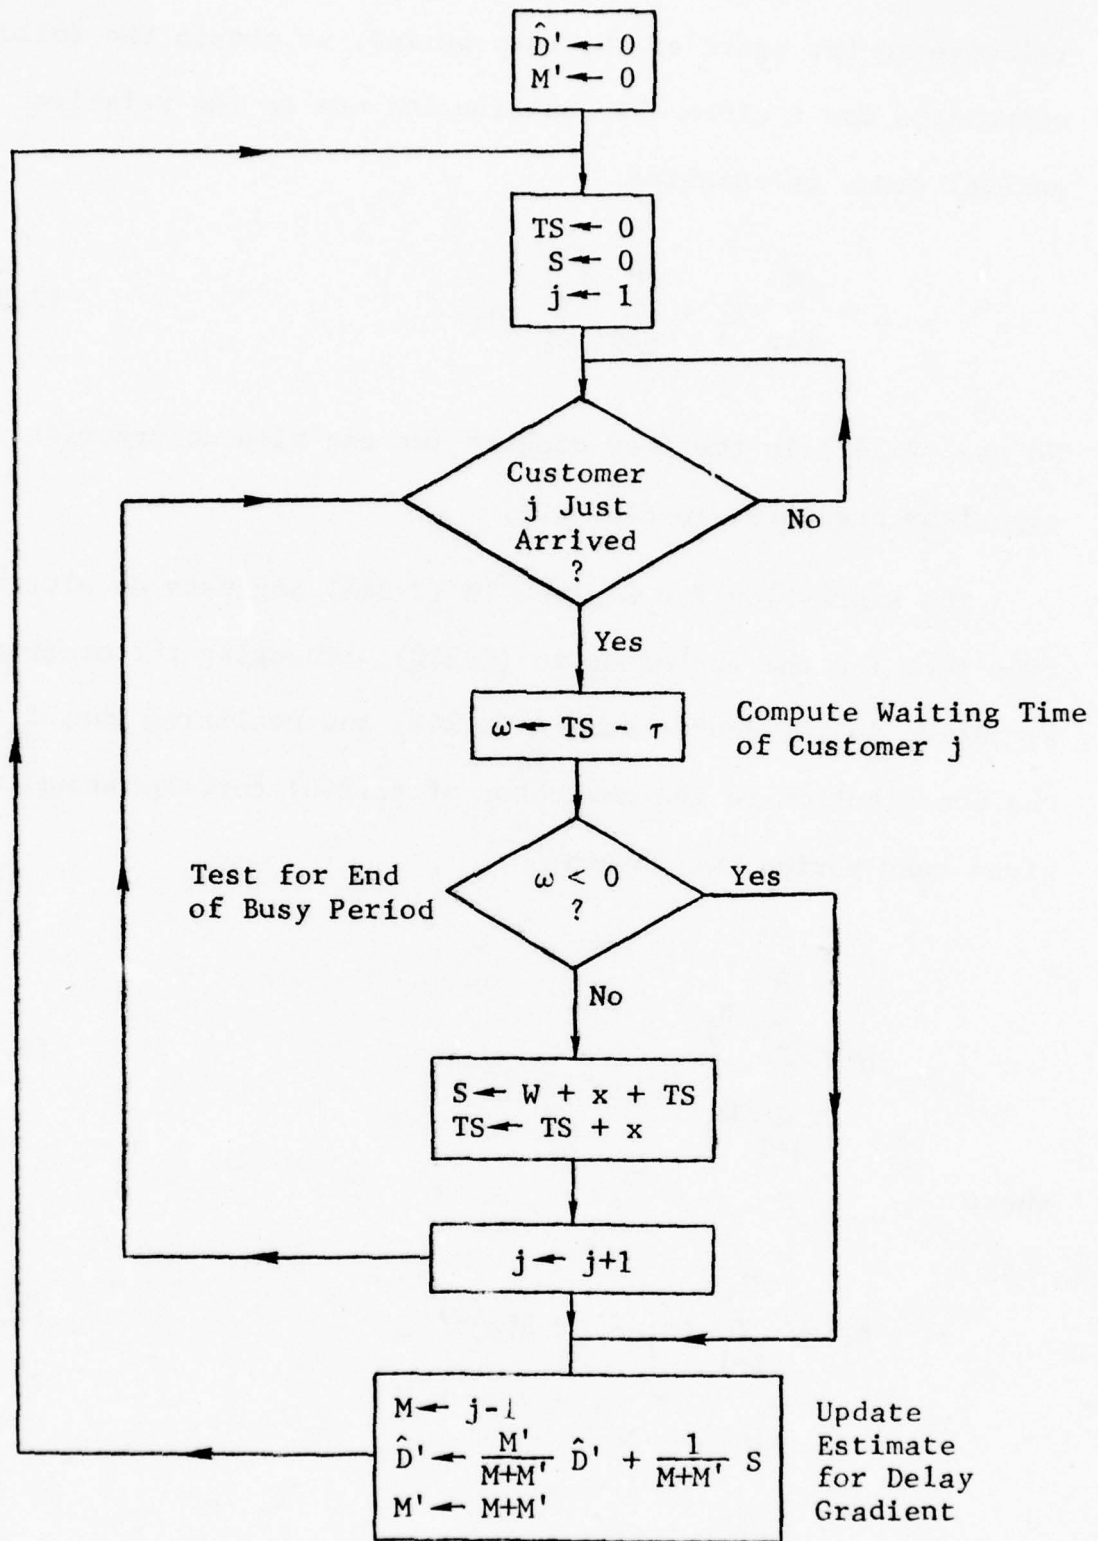 D̂' ← 0
M' ← 0
TS ← 0
S ← 0
j ← 1
Customer
j Just
Arrived
?
No
Yes
ω ← TS - τ
Compute Waiting Time
of Customer j
Test for End
of Busy Period
ω < 0
?
Yes
No
S ← W + x + TS
TS ← TS + x
j ← j+1
M ← j-1
D̂' ← M'/(M+M') D̂' + 1/(M+M') S
M' ← M+M'
Update
Estimate
for Delay
Gradient